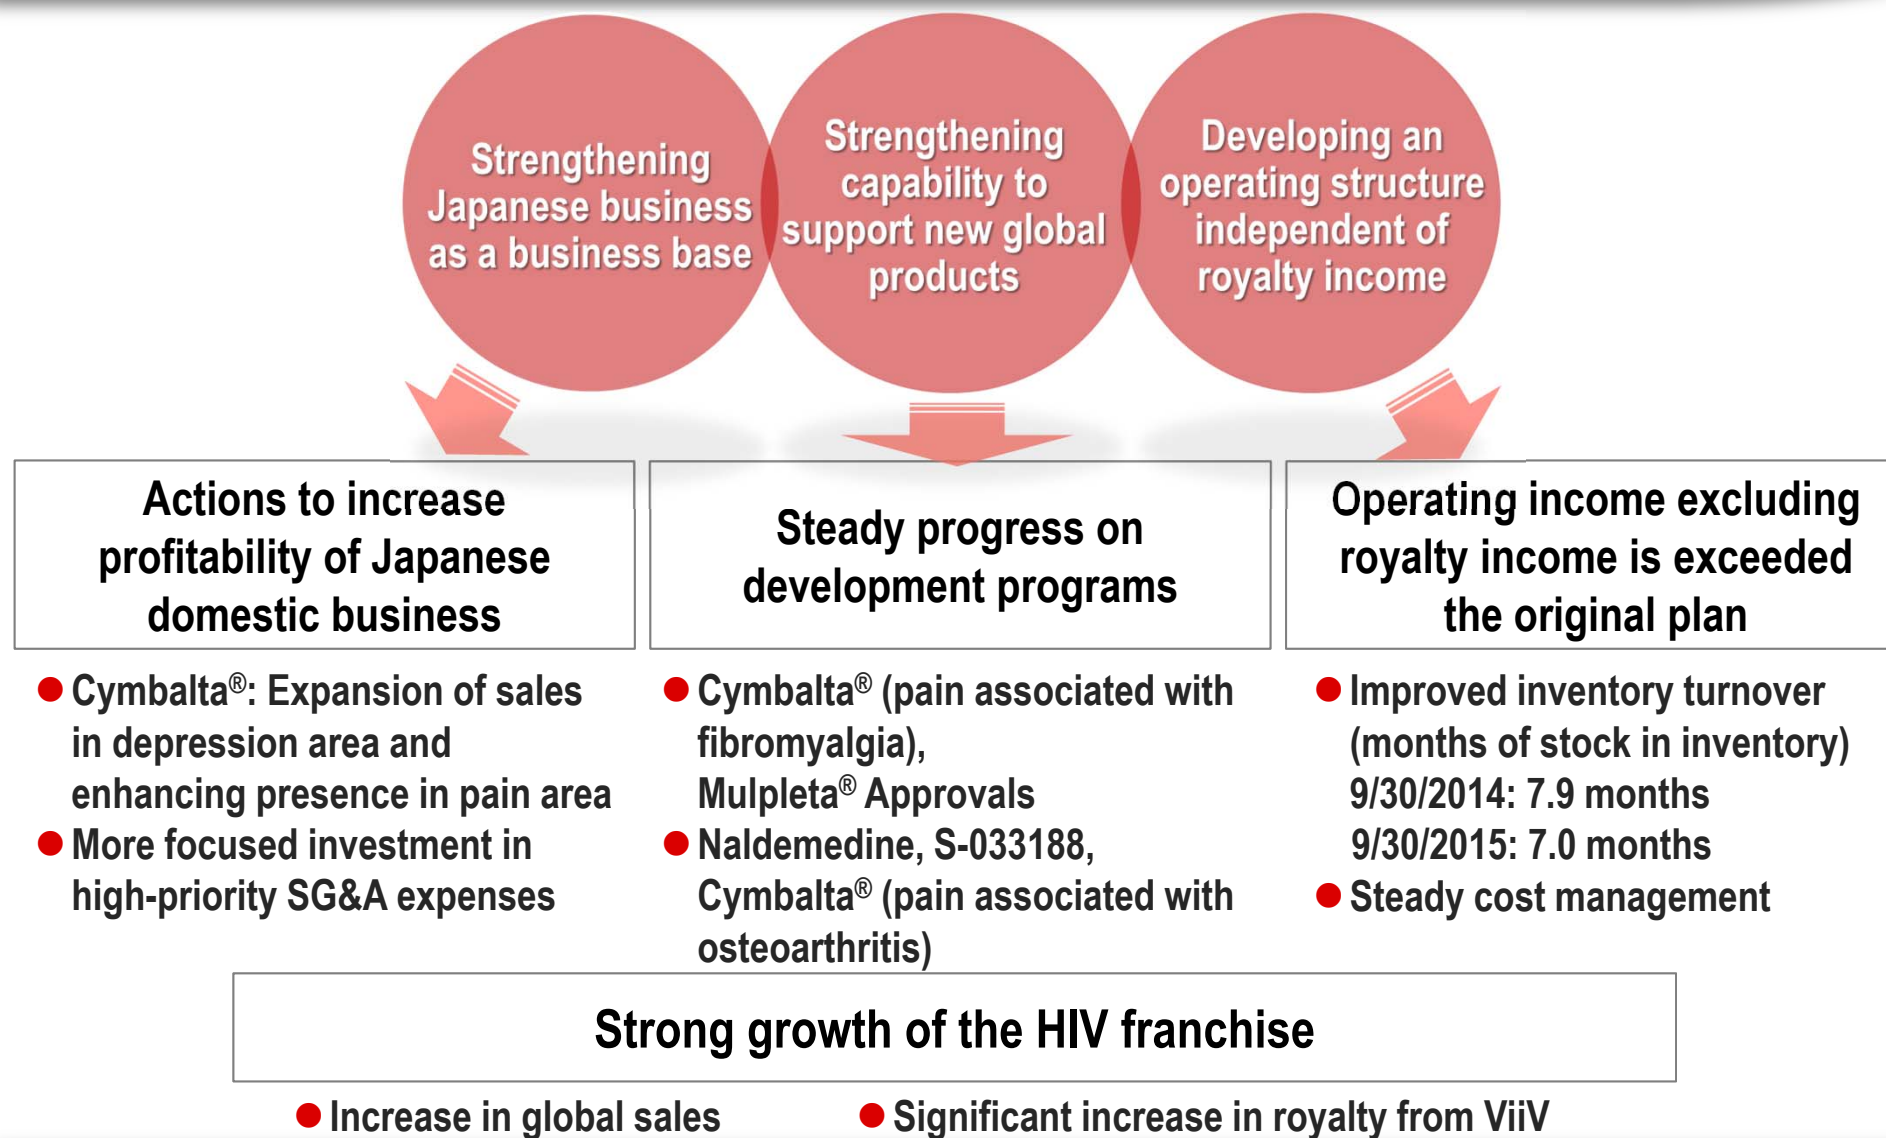 Strengthening
Japanese business
as a business base
Strengthening
capability to
support new global
products
Developing an
operating structure
independent of
royalty income
Actions to increase
profitability of Japanese
domestic business
● Cymbalta®: Expansion of sales
in depression area and
enhancing presence in pain area
● More focused investment in
high-priority SG&A expenses
Steady progress on
development programs
● Cymbalta® (pain associated with
fibromyalgia),
Mulpleta® Approvals
● Naldemedine, S-033188,
Cymbalta® (pain associated with
osteoarthritis)
Operating income excluding
royalty income is exceeded
the original plan
● Improved inventory turnover
(months of stock in inventory)
9/30/2014: 7.9 months
9/30/2015: 7.0 months
● Steady cost management
Strong growth of the HIV franchise
● Increase in global sales
● Significant increase in royalty from ViiV